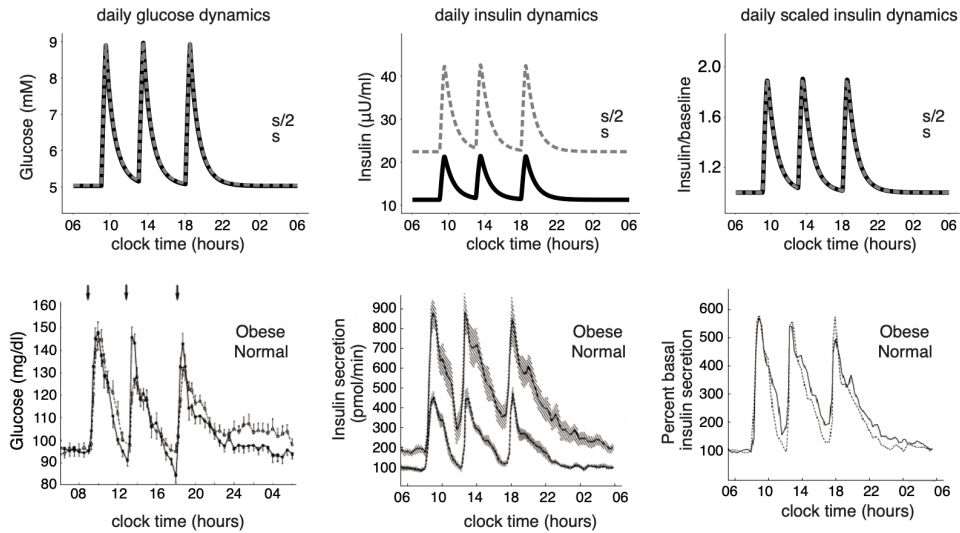 daily glucose dynamics
Glucose (mM)
9
8
7
6
5
s/2
s
06 10 14 18 22 02 06
clock time (hours)
daily insulin dynamics
Insulin (µU/ml)
40
30
20
10
s/2
s
06 10 14 18 22 02 06
clock time (hours)
daily scaled insulin dynamics
Insulin/baseline
2.0
1.6
1.2
s/2
s
06 10 14 18 22 02 06
clock time (hours)
Glucose (mg/dl)
160
150
140
130
120
110
100
90
80
Obese
Normal
08 12 16 20 24 04
clock time (hours)
Insulin secretion
(pmol/min)
900
800
700
600
500
400
300
200
100
Obese
Normal
06 10 14 18 22 02 06
clock time (hours)
Percent basal
insulin secretion
600
500
400
300
200
100
Obese
Normal
06 10 14 18 22 02 06
clock time (hours)